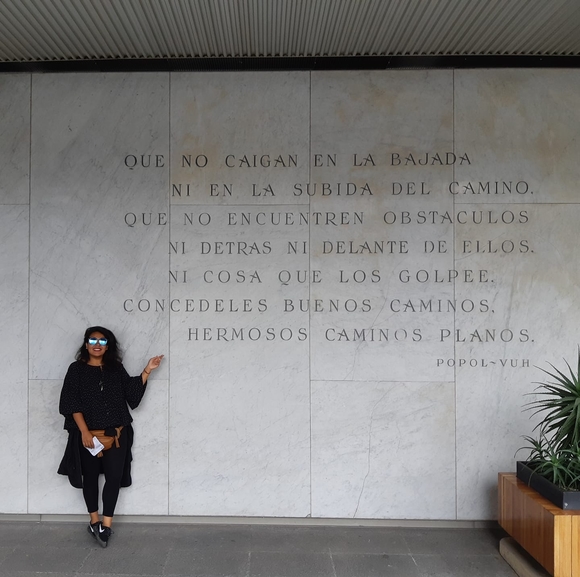 QUE NO CAIGAN EN LA BAJADA
NI EN LA SUBIDA DEL CAMINO.
QUE NO ENCUENTREN OBSTACULOS
NI DETRAS NI DELANTE DE ELLOS.
NI COSA QUE LOS GOLPEE.
CONCEDELES BUENOS CAMINOS,
HERMOSOS CAMINOS PLANOS.
POPOL~VUH